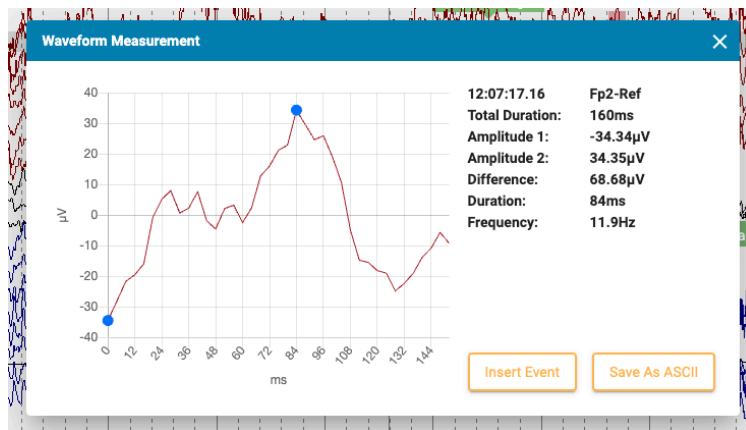 Waveform Measurement
40
30
20
10
0
-10
-20
-30
-40
µV
0
12
24
36
48
60
72
84
96
108
120
132
144
ms
12:07:17.16 Fp2-Ref
Total Duration: 160ms
Amplitude 1: -34.34µV
Amplitude 2: 34.35µV
Difference: 68.68µV
Duration: 84ms
Frequency: 11.9Hz
Insert Event
Save As ASCII